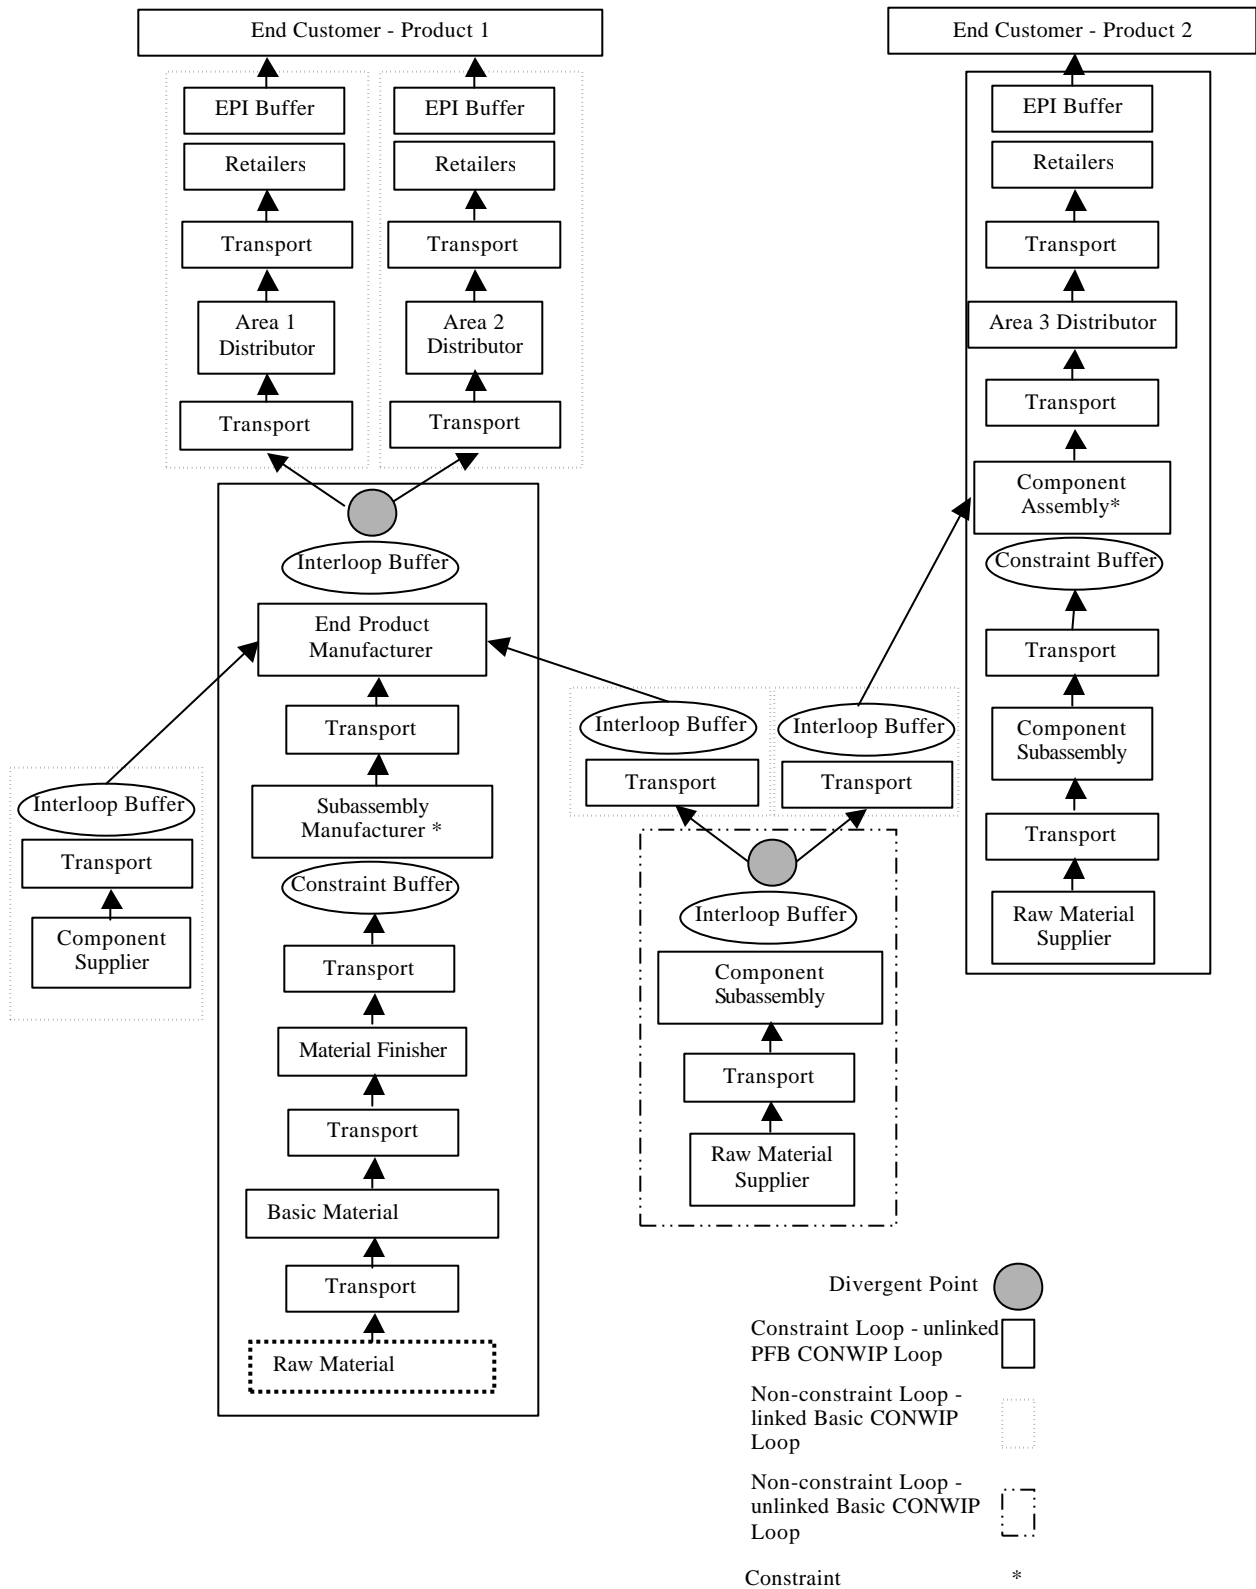 End Customer - Product 1
EPI Buffer
Retailers
Transport
Area 1
Distributor
Transport
EPI Buffer
Retailers
Transport
Area 2
Distributor
Transport
Interloop Buffer
End Product
Manufacturer
Transport
Subassembly
Manufacturer *
Constraint Buffer
Transport
Material Finisher
Transport
Basic Material
Transport
Raw Material
Interloop Buffer
Transport
Component
Supplier
Interloop Buffer
Transport
Interloop Buffer
Transport
Interloop Buffer
Component
Subassembly
Transport
Raw Material
Supplier
End Customer - Product 2
EPI Buffer
Retailers
Transport
Area 3 Distributor
Transport
Component
Assembly*
Constraint Buffer
Transport
Component
Subassembly
Transport
Raw Material
Supplier
Divergent Point
Constraint Loop - unlinked
PFB CONWIP Loop
Non-constraint Loop -
linked Basic CONWIP
Loop
Non-constraint Loop -
unlinked Basic CONWIP
Loop
Constraint *